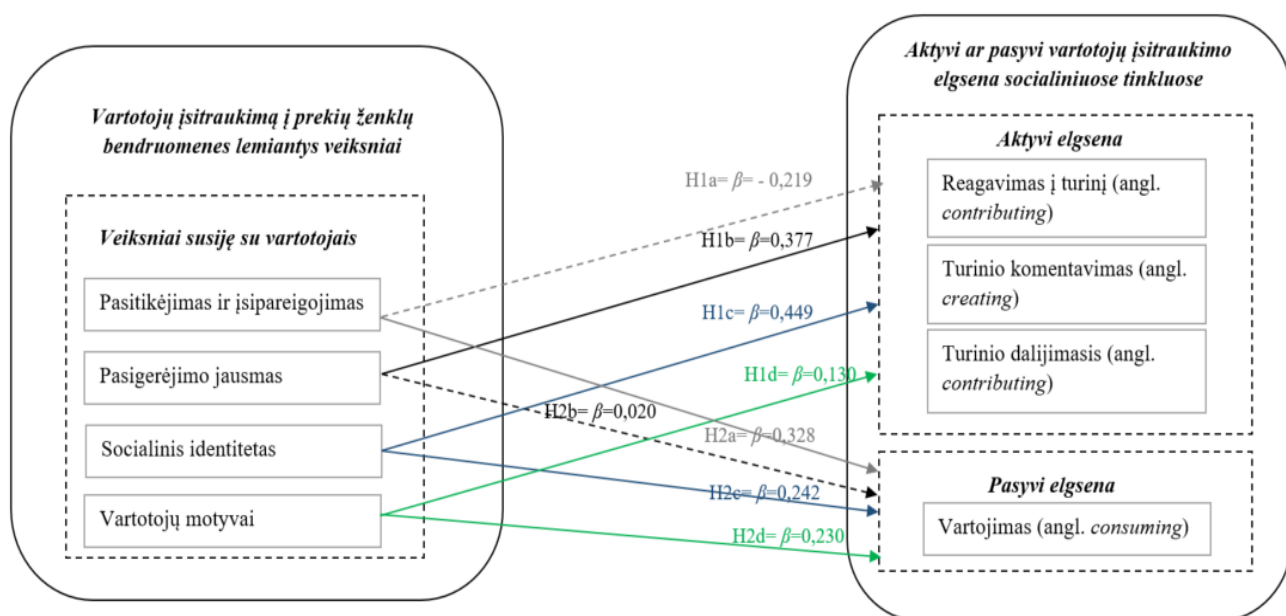 Vartotojų įsitraukimą į prekių ženklų
bendruomenes lemiantys veiksniai
Veiksniai susiję su vartotojais
Pasitikėjimas ir įsipareigojimas
Pasigerėjimo jausmas
Socialinis identitetas
Vartotojų motyvai
H1a= β= - 0,219
H1b= β=0,377
H1c= β=0,449
H1d= β=0,130
H2b= β=0,020
H2a= β=0,328
H2c= β=0,242
H2d= β=0,230
Aktyvi ar pasyvi vartotojų įsitraukimo
elgsena socialiniuose tinkluose
Aktyvi elgsena
Reagavimas į turinį (angl.
contributing)
Turinio komentavimas (angl.
creating)
Turinio dalijimasis (angl.
contributing)
Pasyvi elgsena
Vartojimas (angl. consuming)